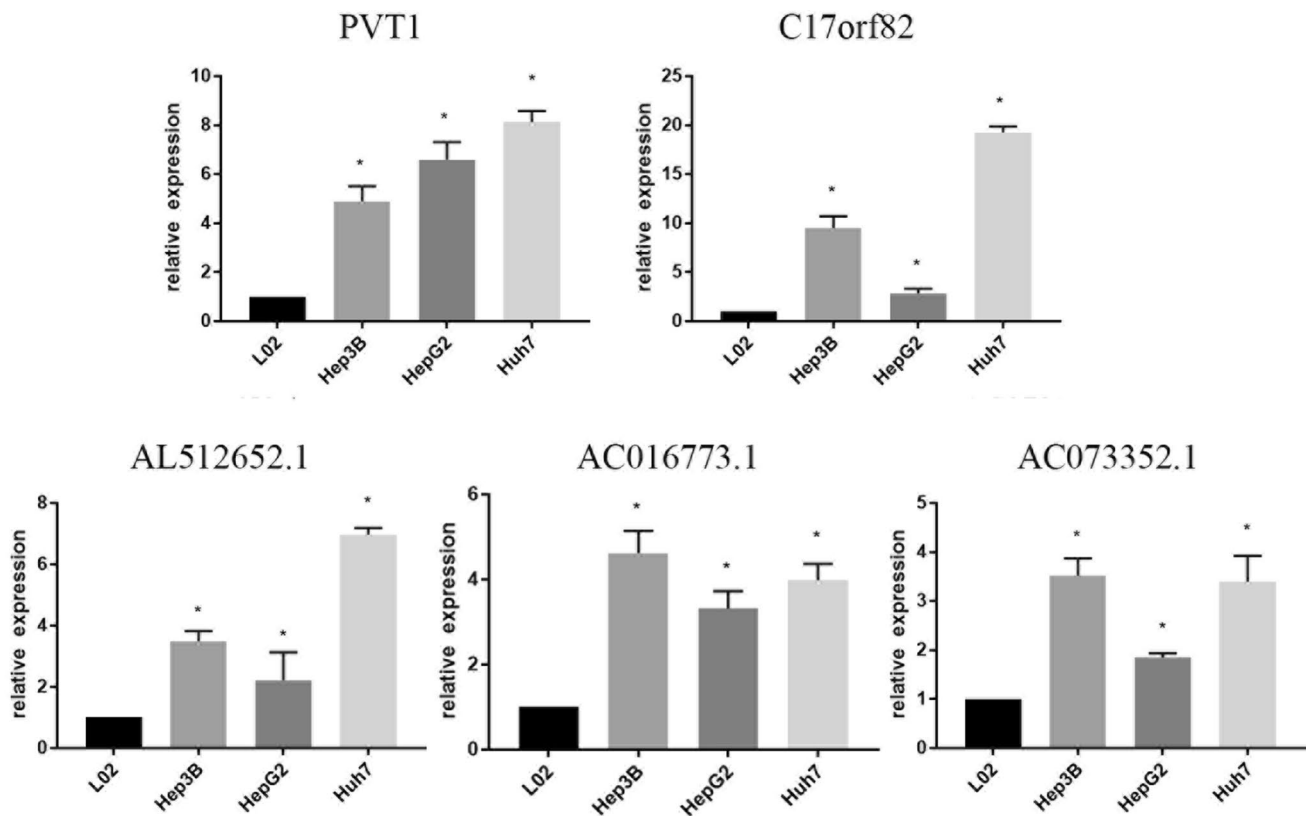 PVT1
C17orf82
relative expression
10
8
6
4
2
0
*
*
*
L02
Hep3B
HepG2
Huh7
relative expression
25
20
15
10
5
0
*
*
*
L02
Hep3B
HepG2
Huh7
AL512652.1
AC016773.1
AC073352.1
relative expression
8
6
4
2
0
*
*
*
L02
Hep3B
HepG2
Huh7
relative expression
6
4
2
0
*
*
*
L02
Hep3B
HepG2
Huh7
relative expression
5
4
3
2
1
0
*
*
*
L02
Hep3B
HepG2
Huh7